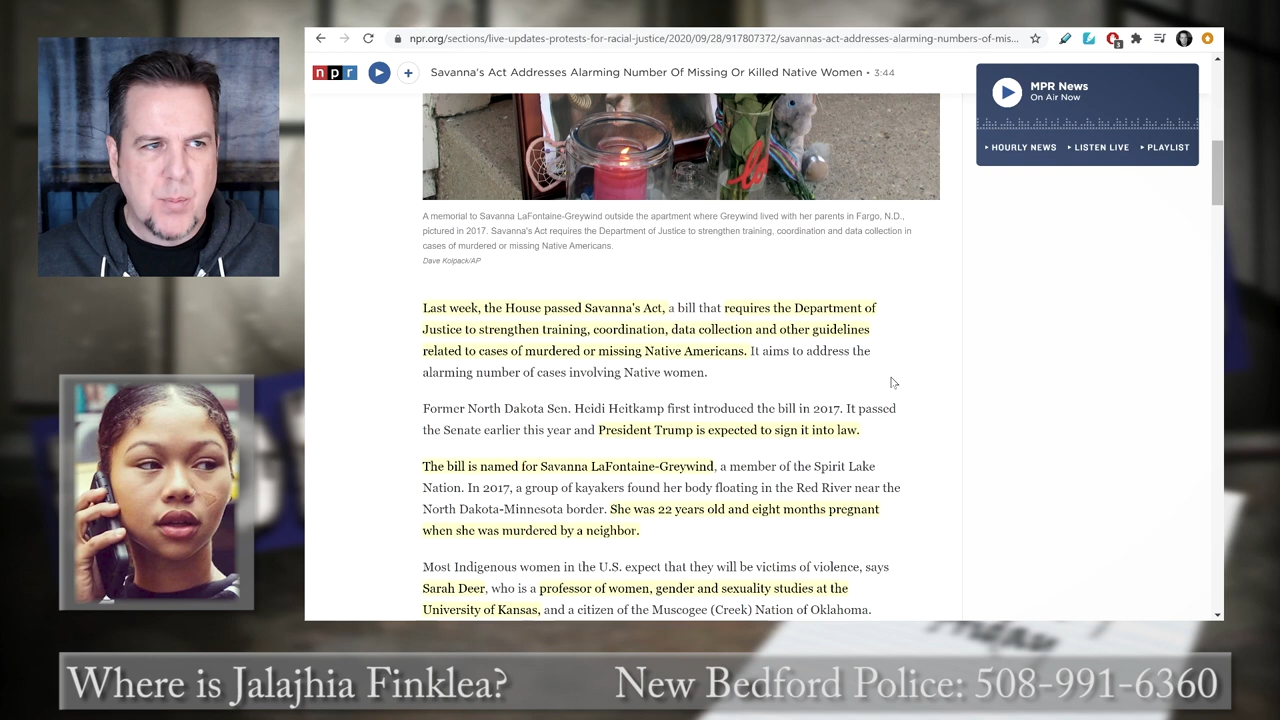 npr.org/sections/live-updates-protests-for-racial-justice/2020/09/28/917807372/savannas-act-addresses-alarming-numbers-of-mis...
3
npr
Savanna's Act Addresses Alarming Number Of Missing Or Killed Native Women • 3:44
MPR News
On Air Now
HOURLY NEWS
LISTEN LIVE
PLAYLIST
A memorial to Savanna LaFontaine-Greywind outside the apartment where Greywind lived with her parents in Fargo, N.D.,
pictured in 2017. Savanna's Act requires the Department of Justice to strengthen training, coordination and data collection in
cases of murdered or missing Native Americans.
Dave Kolpack/AP
Last week, the House passed Savanna's Act, a bill that requires the Department of
Justice to strengthen training, coordination, data collection and other guidelines
related to cases of murdered or missing Native Americans. It aims to address the
alarming number of cases involving Native women.
Former North Dakota Sen. Heidi Heitkamp first introduced the bill in 2017. It passed
the Senate earlier this year and President Trump is expected to sign it into law.
The bill is named for Savanna LaFontaine-Greywind, a member of the Spirit Lake
Nation. In 2017, a group of kayakers found her body floating in the Red River near the
North Dakota-Minnesota border. She was 22 years old and eight months pregnant
when she was murdered by a neighbor.
Most Indigenous women in the U.S. expect that they will be victims of violence, says
Sarah Deer, who is a professor of women, gender and sexuality studies at the
University of Kansas, and a citizen of the Muscogee (Creek) Nation of Oklahoma.
Where is Jalajhia Finklea?
New Bedford Police: 508-991-6360